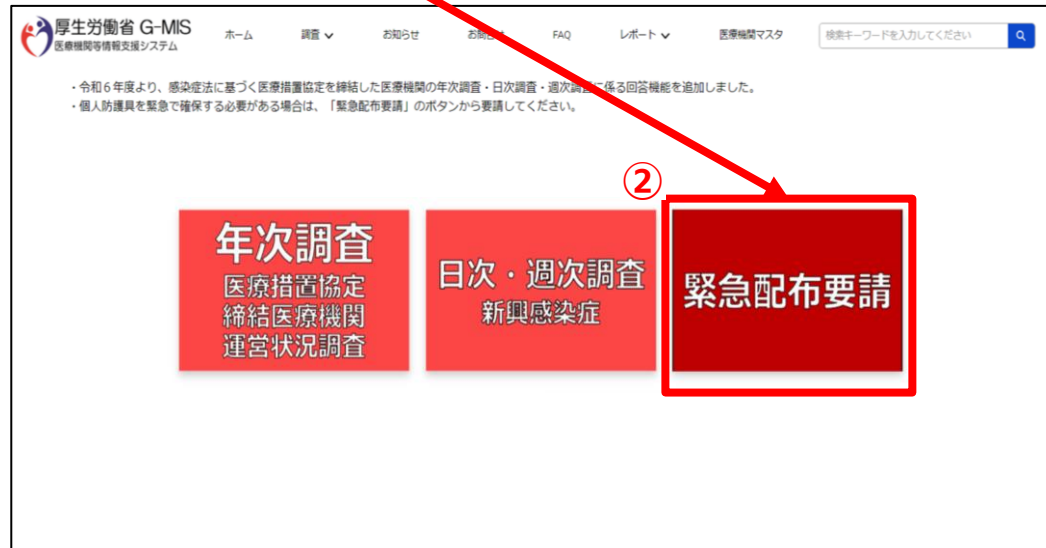 厚生労働省 G-MIS
医療機関等情報支援システム
ホーム
調査
お知らせ
FAQ
レポート
医療機関マスタ
検索キーワードを入力してください
・令和6年度より、感染症法に基づく医療措置協定を締結した医療機関の年次調査・日次調査・週次調査に係る回答機能を追加しました。
・個人防護具を緊急で確保する必要がある場合は、「緊急配布要請」のボタンから要請してください。
②
年次調査
医療措置協定
締結医療機関
運営状況調査
日次・週次調査
新興感染症
緊急配布要請